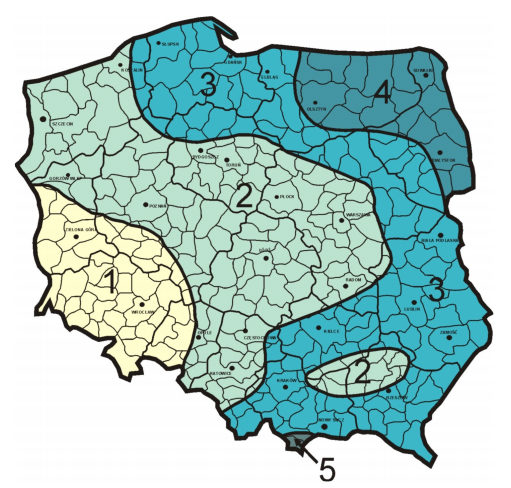 SŁUPSK
GDAŃSK
KOSZALIN
ELBLĄG
SUWAŁKI
3
4
OLSZTYN
SZCZECIN
BYDGOSZCZ
TORUŃ
BIAŁYSTOK
GORZÓW WLKP.
2
PŁOCK
POZNAŃ
WARSZAWA
ZIELONA GÓRA
BIAŁA PODLASKA
ŁÓDŹ
1
RADOM
3
WROCŁAW
LUBLIN
OPOLE
CZĘSTOCHOWA
KIELCE
ZAMOŚĆ
KATOWICE
2
KRAKÓW
RZESZÓW
NOWY SĄCZ
5